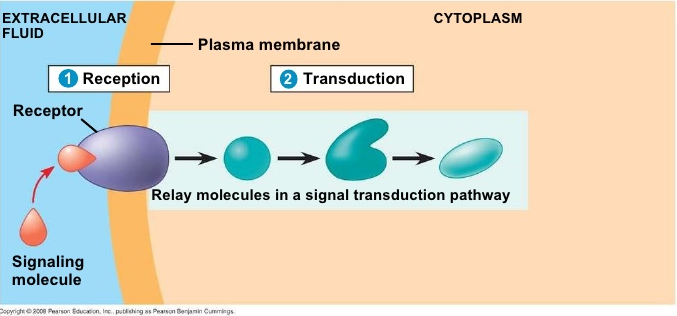 EXTRACELLULAR
FLUID
CYTOPLASM
Plasma membrane
1 Reception
2 Transduction
Receptor
Relay molecules in a signal transduction pathway
Signaling
molecule
Copyright © 2008 Pearson Education, Inc., publishing as Pearson Benjamin Cummings.